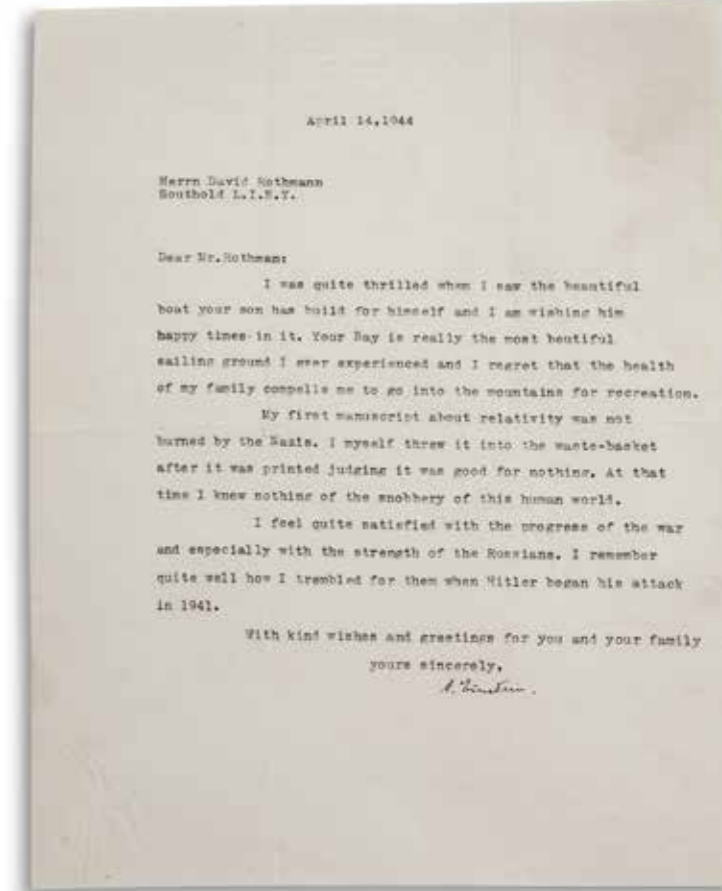 April 14,1944
Herrn David Rothmann
Southold L.I.N.Y.
Dear Mr.Rothman:
I was quite thrilled when I saw the beautiful
boat your son has build for himself and I am wishing him
happy times in it. Your Bay is really the most beutiful
sailing ground I ever experienced and I regret that the health
of my family compells me to go into the mountains for recreation.
My first manuscript about relativity was not
burned by the Nazis. I myself threw it into the waste-basket
after it was printed judging it was good for nothing. At that
time I knew nothing of the snobbery of this human world.
I feel quite satisfied with the progress of the war
and especially with the strength of the Russians. I remember
quite well how I trembled for them when Hitler began his attack
in 1941.
With kind wishes and greetings for you and your family
yours sincerely,
A. Einstein.